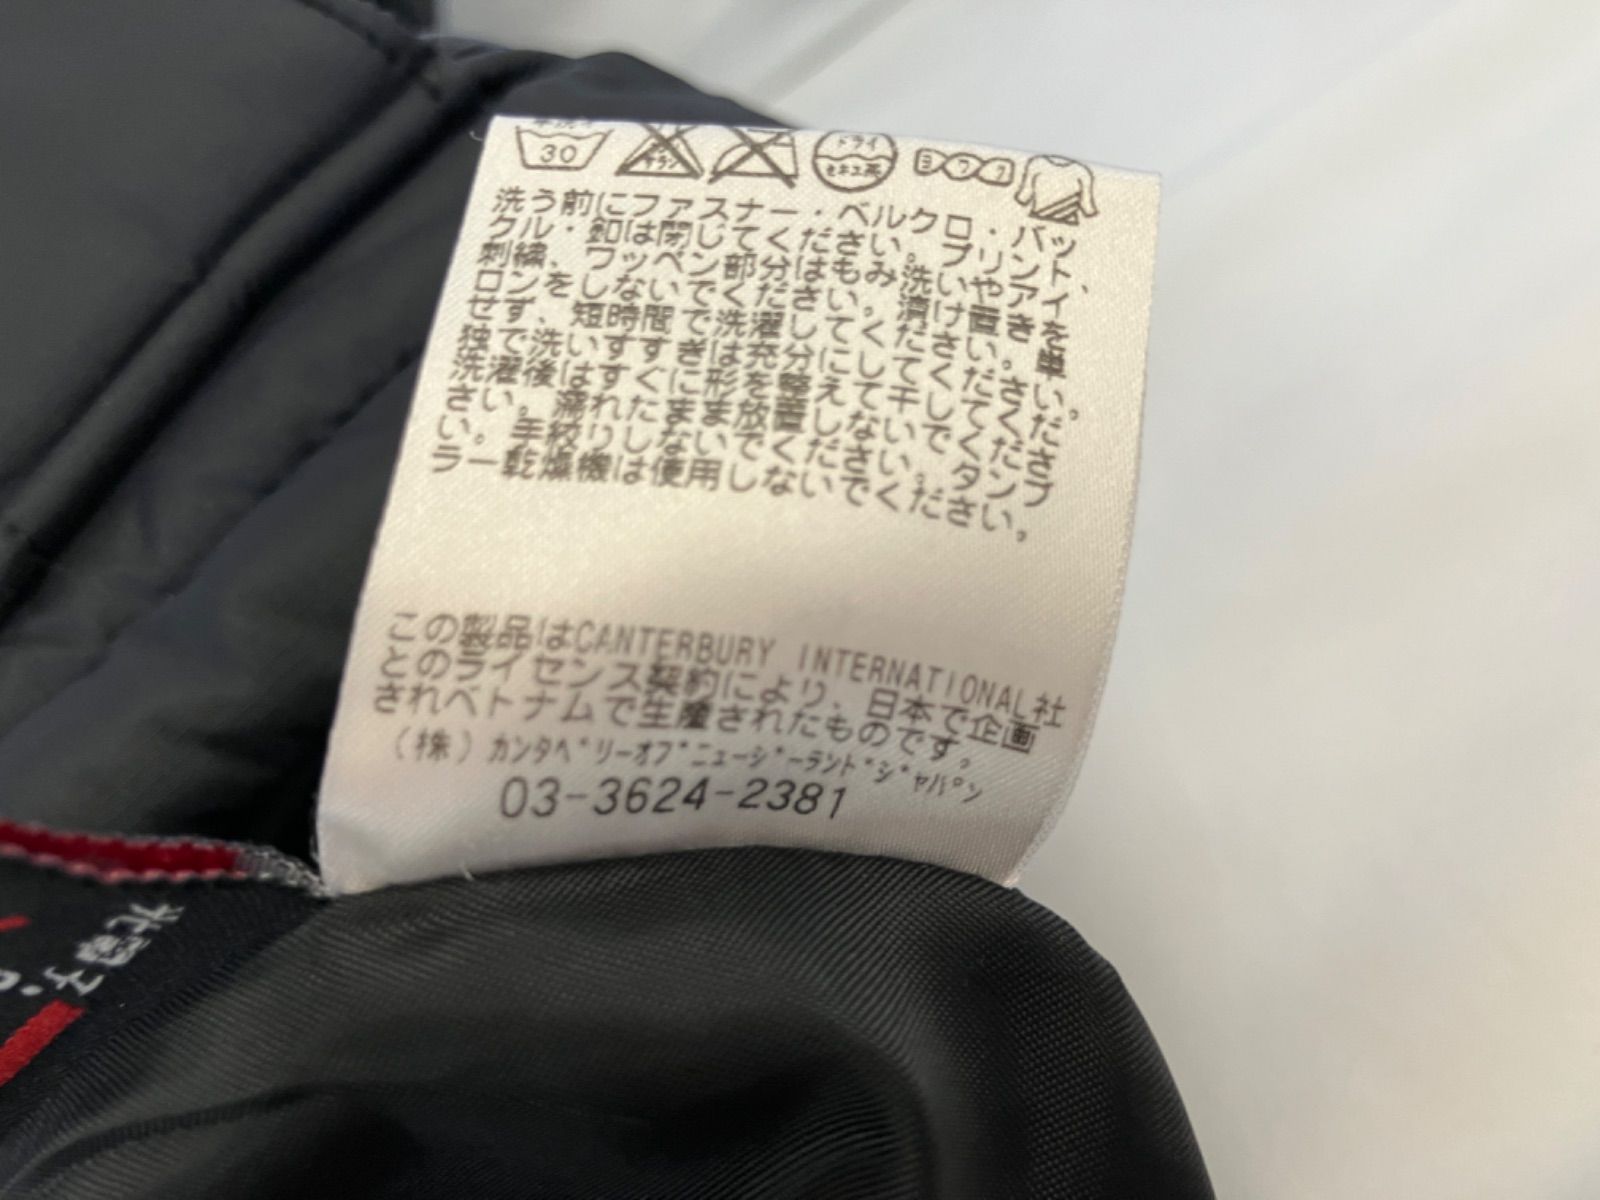 30
ドライ
セキユ系
ヨワク
洗う前にファスナー・ベルクロ・バッ
クル・釦は閉じてください。プリント、
刺繍、ワッペン部分はもみ洗いやアイ
ロンをしないでください。漬け置きを
せず、短時間で洗濯してください。単
独で洗いすすぎは充分にしてください。
洗濯後はすぐに形を整えて干してくだ
さい。濡れたまま放置しないでくださ
い。手絞りしないでください。タンブ
ラー乾燥機は使用しないでください。
この製品はCANTERBURY INTERNATIONAL社
とのライセンス契約により、日本で企画
されベトナムで生産されたものです。
(株)カンタベリーオブニュージーランドジャパン
03-3624-2381